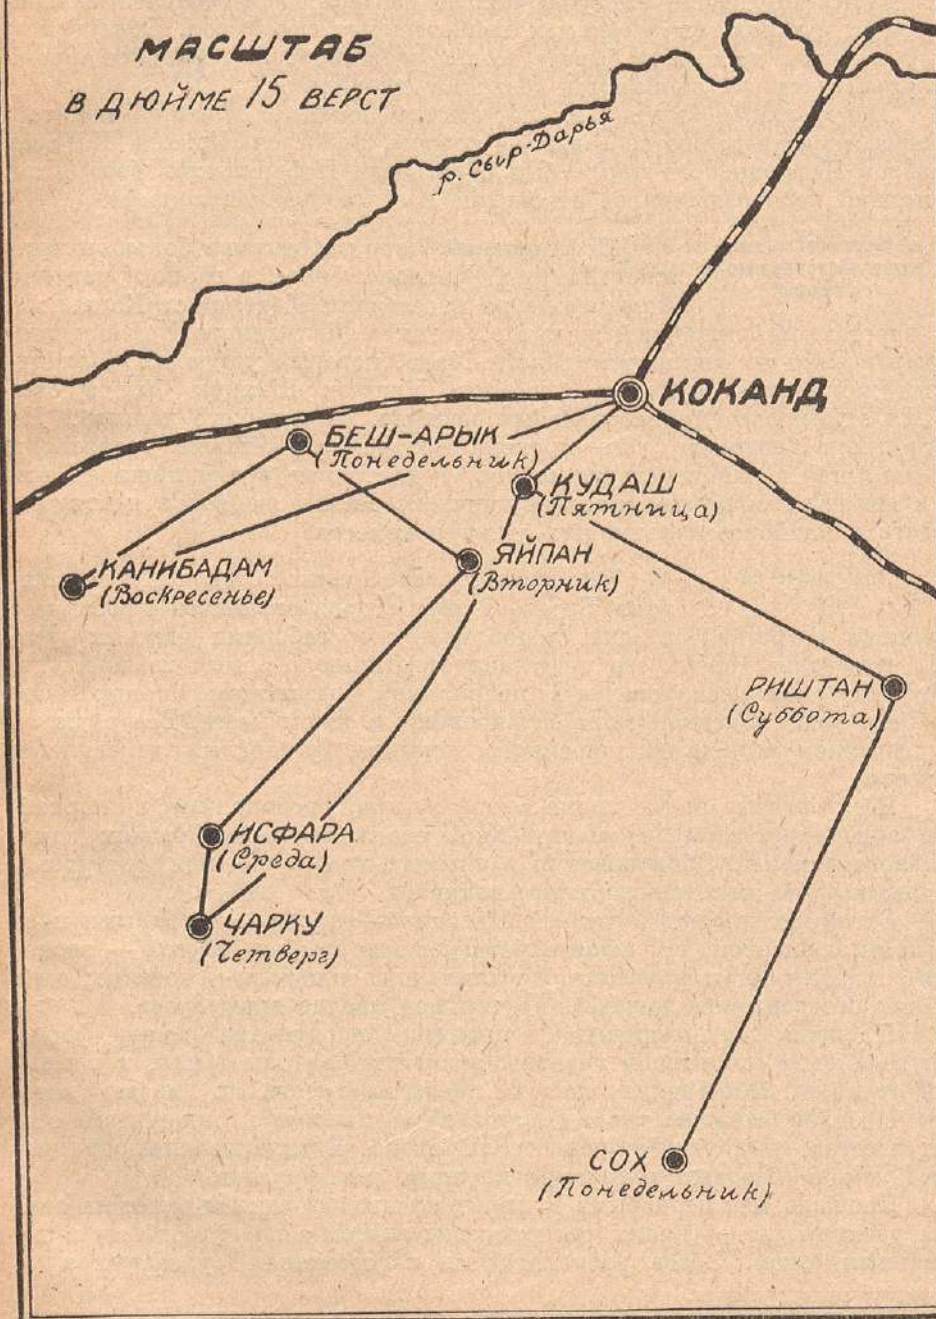 МАСШТАБ
В ДЮЙМЕ 15 ВЕРСТ
р. Сыр-Дарья
КОКАНД
БЕШ-АРЫК
(Понедельник)
КУДАШ
(Пятница)
ЯЙПАН
(Вторник)
КАНИБАДАМ
(Воскресенье)
РИШТАН
(Суббота)
ИСФАРА
(Среда)
ЧАРКУ
(Четверг)
СОХ
(Понедельник)